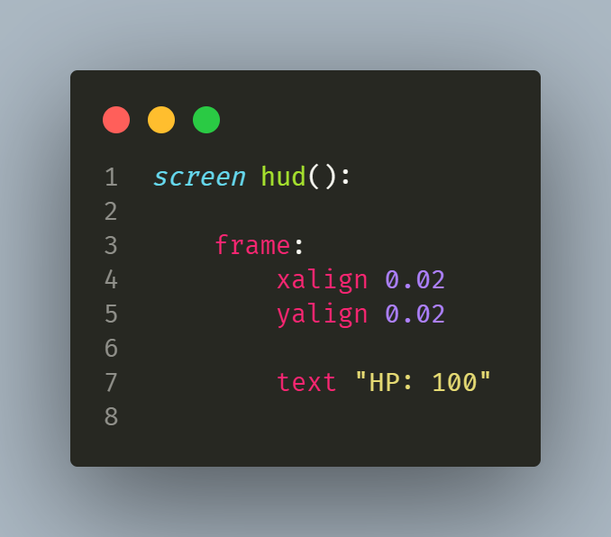 1 screen hud():
2
3     frame:
4         xalign 0.02
5         yalign 0.02
6
7         text "HP: 100"
8